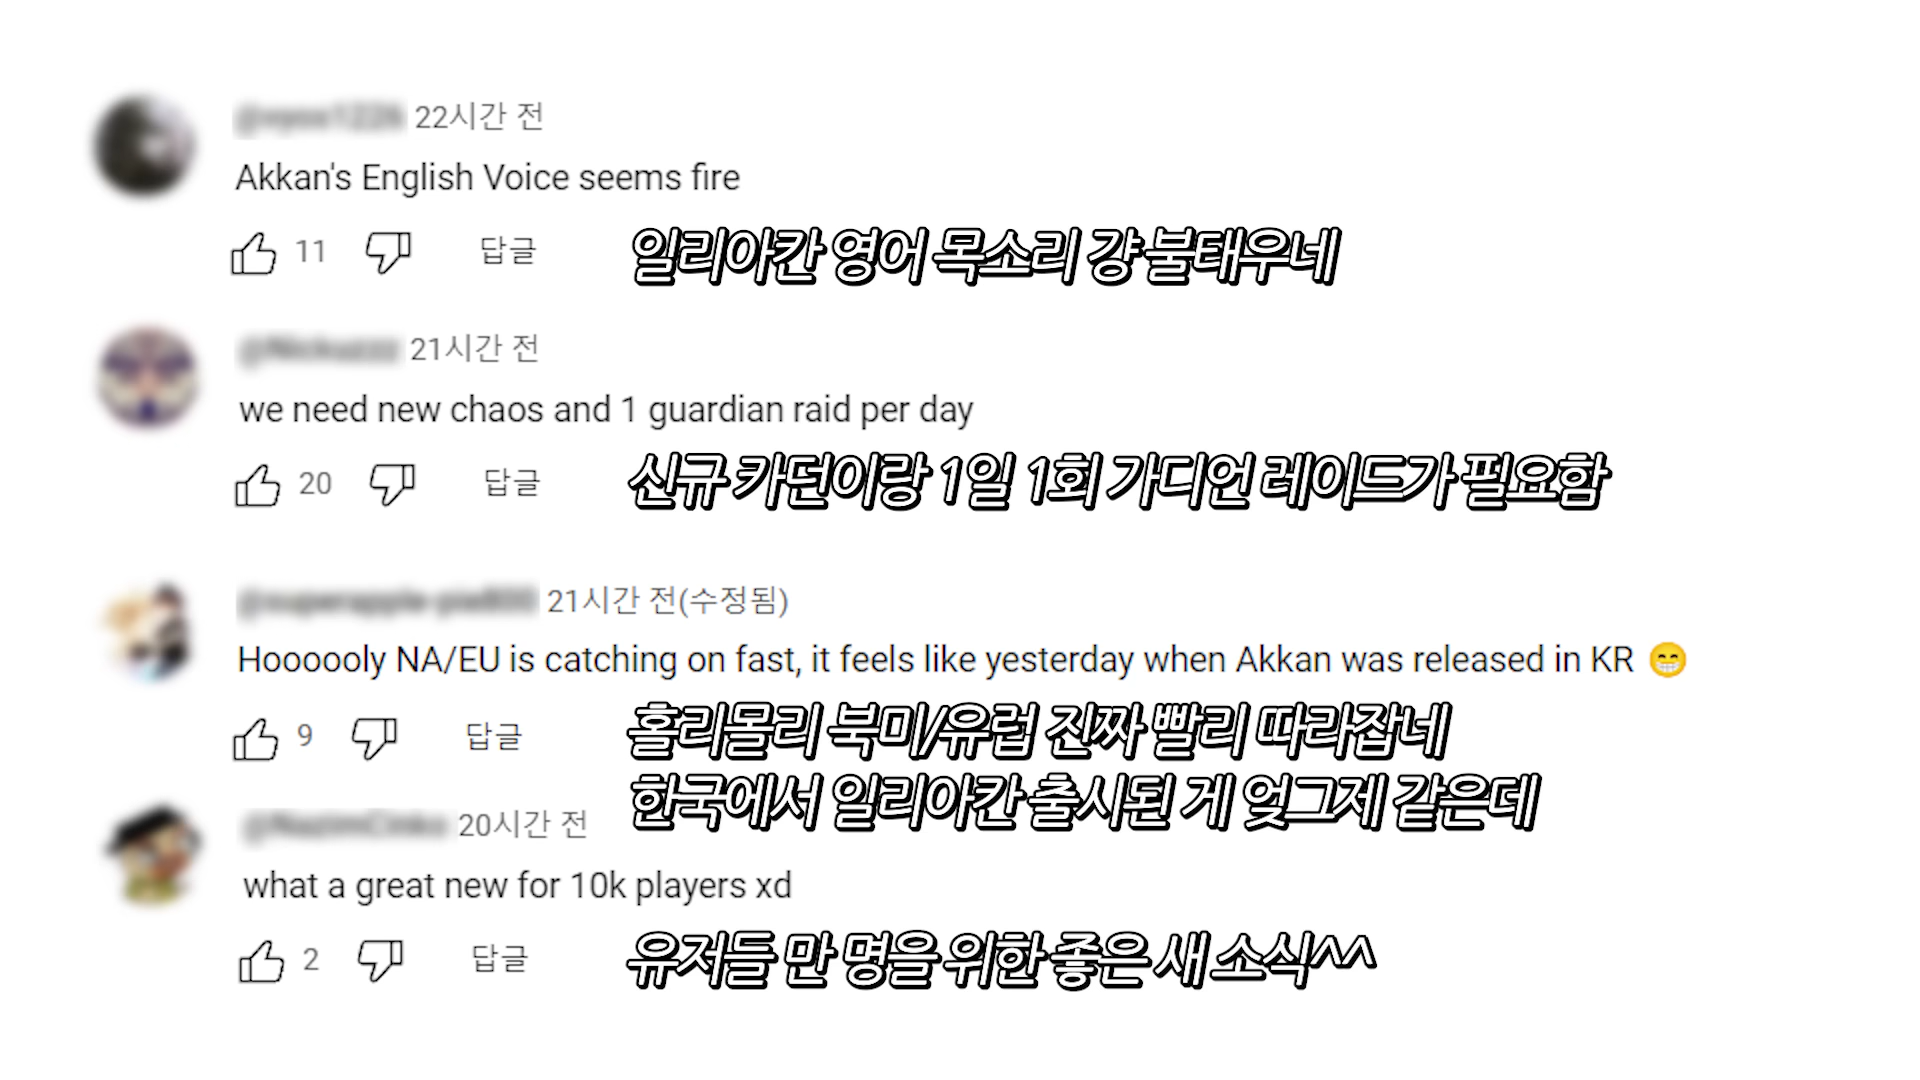 22시간 전
Akkan's English Voice seems fire
11 답글
일리아칸 영어 목소리 걍 불태우네
21시간 전
we need new chaos and 1 guardian raid per day
20 답글
신규 카던이랑 1일 1회 가디언 레이드가 필요함
21시간 전(수정됨)
Hoooooly NA/EU is catching on fast, it feels like yesterday when Akkan was released in KR 😁
9 답글
홀리몰리 북미/유럽 진짜 빨리 따라잡네
한국에서 일리아칸 출시된 게 엊그제 같은데
20시간 전
what a great new for 10k players xd
2 답글
유저들 만 명을 위한 좋은 새 소식^^